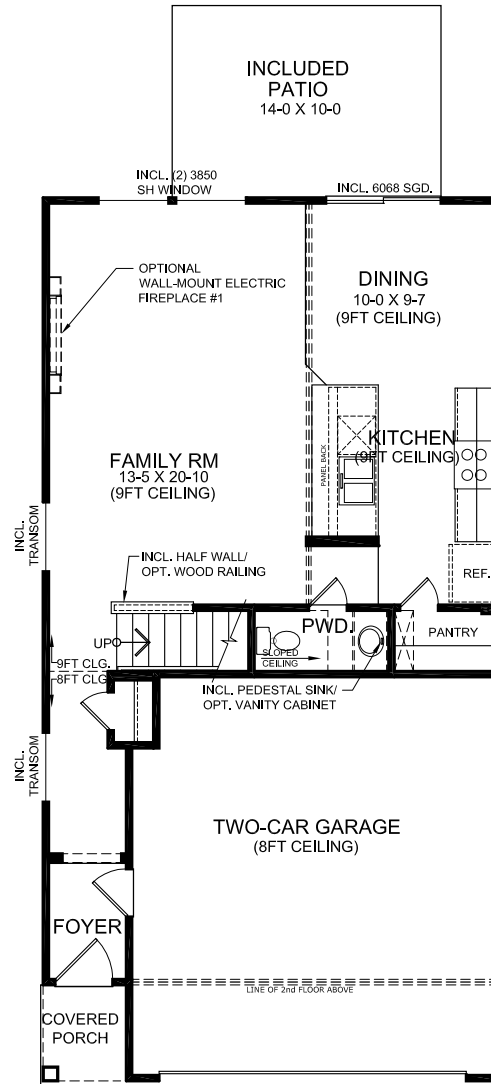 INCLUDED
PATIO
14-0 X 10-0
INCL. (2) 3850
SH WINDOW
INCL. 6068 SGD.
OPTIONAL
WALL-MOUNT ELECTRIC
FIREPLACE #1
DINING
10-0 X 9-7
(9FT CEILING)
KITCHEN
(9FT CEILING)
PANEL BACK
FAMILY RM
13-5 X 20-10
(9FT CEILING)
INCL.
TRANSOM
INCL. HALF WALL/
OPT. WOOD RAILING
REF.
UP
PWD.
SLOPED
CEILING
PANTRY
9FT CLG.
8FT CLG.
INCL. PEDESTAL SINK/
OPT. VANITY CABINET
INCL.
TRANSOM
TWO-CAR GARAGE
(8FT CEILING)
FOYER
LINE OF 2nd FLOOR ABOVE
COVERED
PORCH